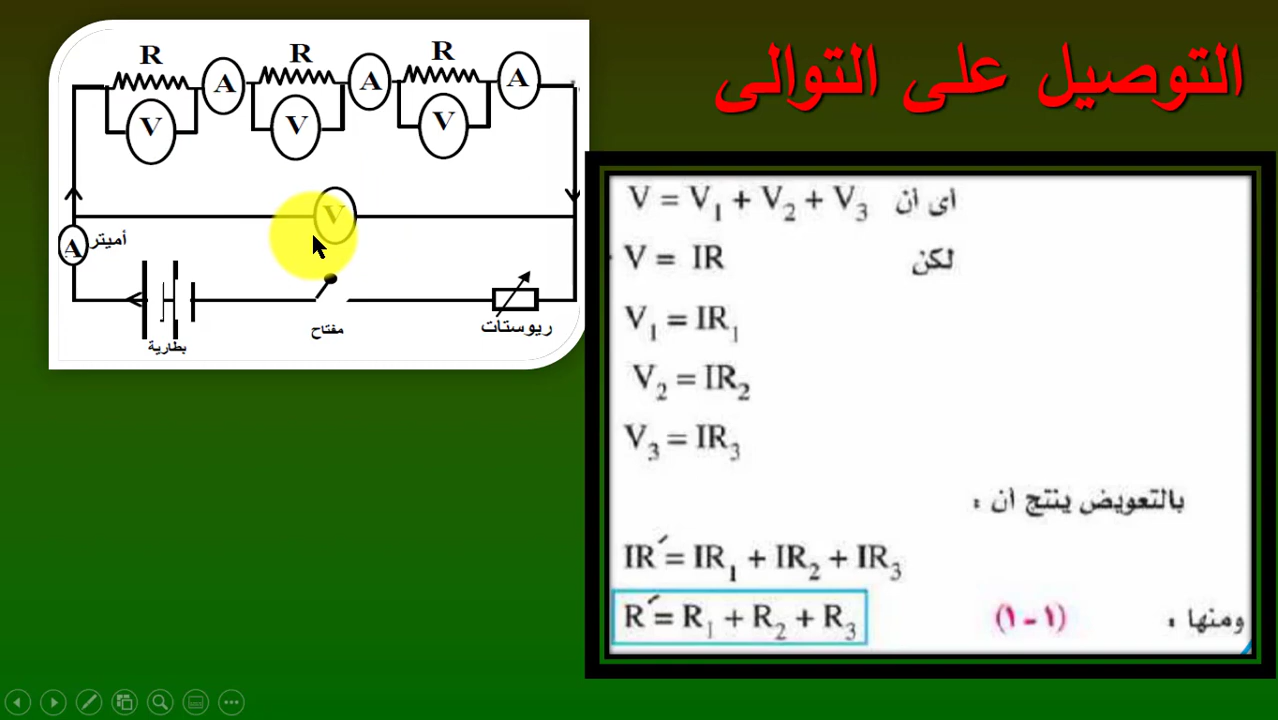 التوصيل على التوالى
R R R
A A A
V V V
V
A أميتر
بطارية
مفتاح
ريوستات
V = V₁ + V₂ + V₃ اى ان
V = IR لكن
V₁ = IR₁
V₂ = IR₂
V₃ = IR₃
بالتعويض ينتج ان :
IR´= IR₁ + IR₂ + IR₃
ومنها : R´= R₁ + R₂ + R₃ (١-١)